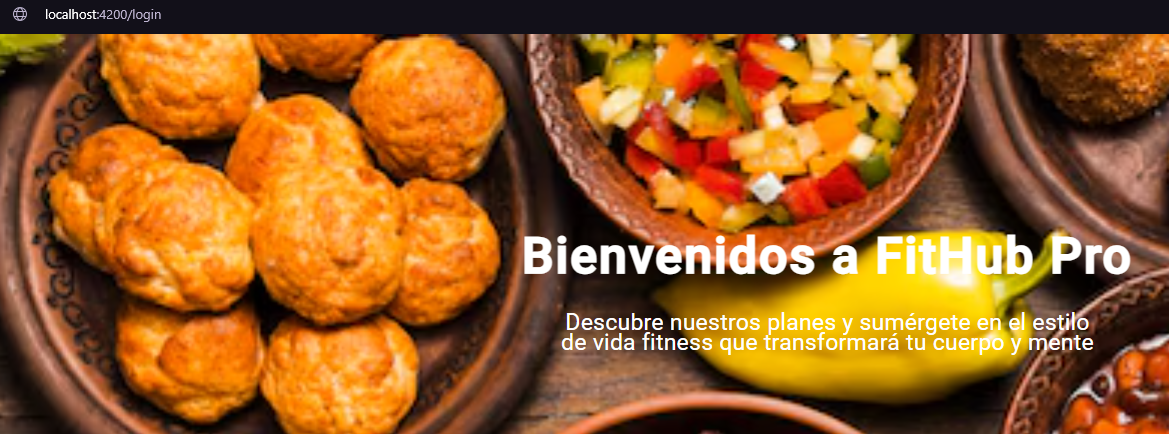 localhost:4200/login
Bienvenidos a FitHub Pro
Descubre nuestros planes y sumérgete en el estilo
de vida fitness que transformará tu cuerpo y mente